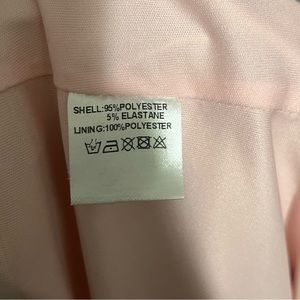 SHELL:95%POLYESTER
5% ELASTANE
LINING:100%POLYESTER